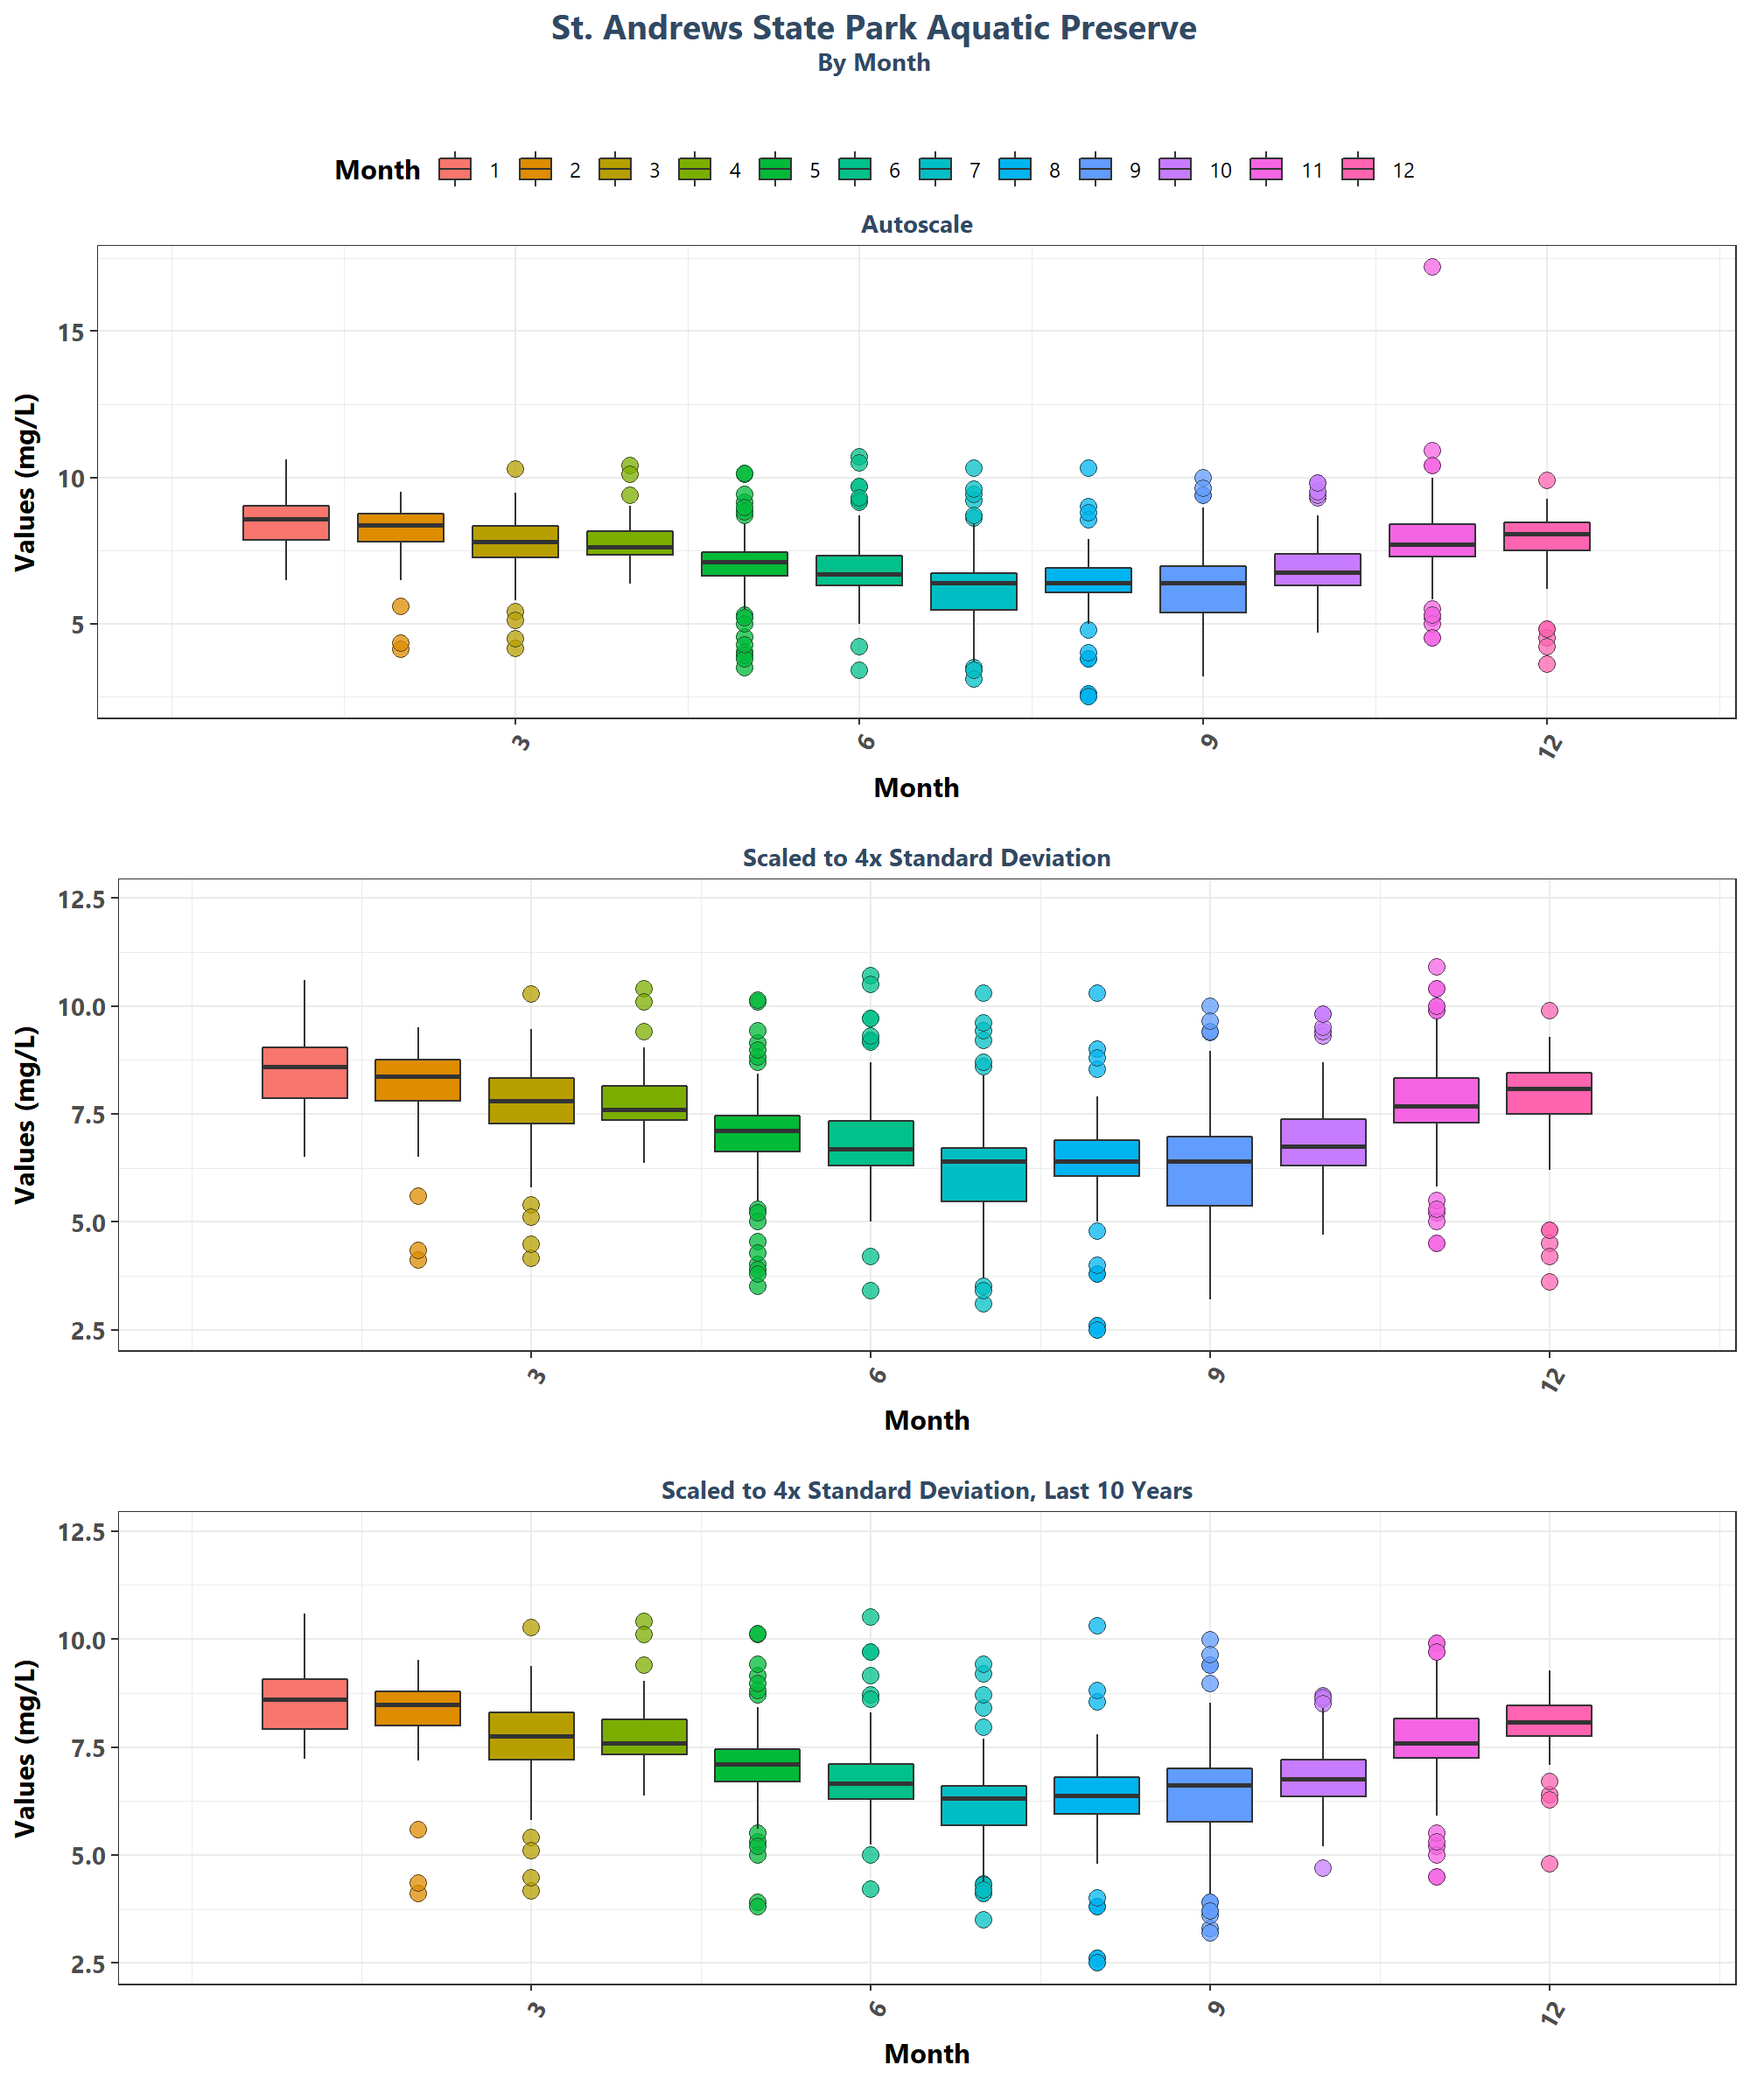 St. Andrews State Park Aquatic Preserve
By Month
Month 1 2 3 4 5 6 7 8 9 10 11 12
Autoscale
Values (mg/L)
15
10
5
3 6 9 12
Month
Scaled to 4x Standard Deviation
Values (mg/L)
12.5
10.0
7.5
5.0
2.5
3 6 9 12
Month
Scaled to 4x Standard Deviation, Last 10 Years
Values (mg/L)
12.5
10.0
7.5
5.0
2.5
3 6 9 12
Month